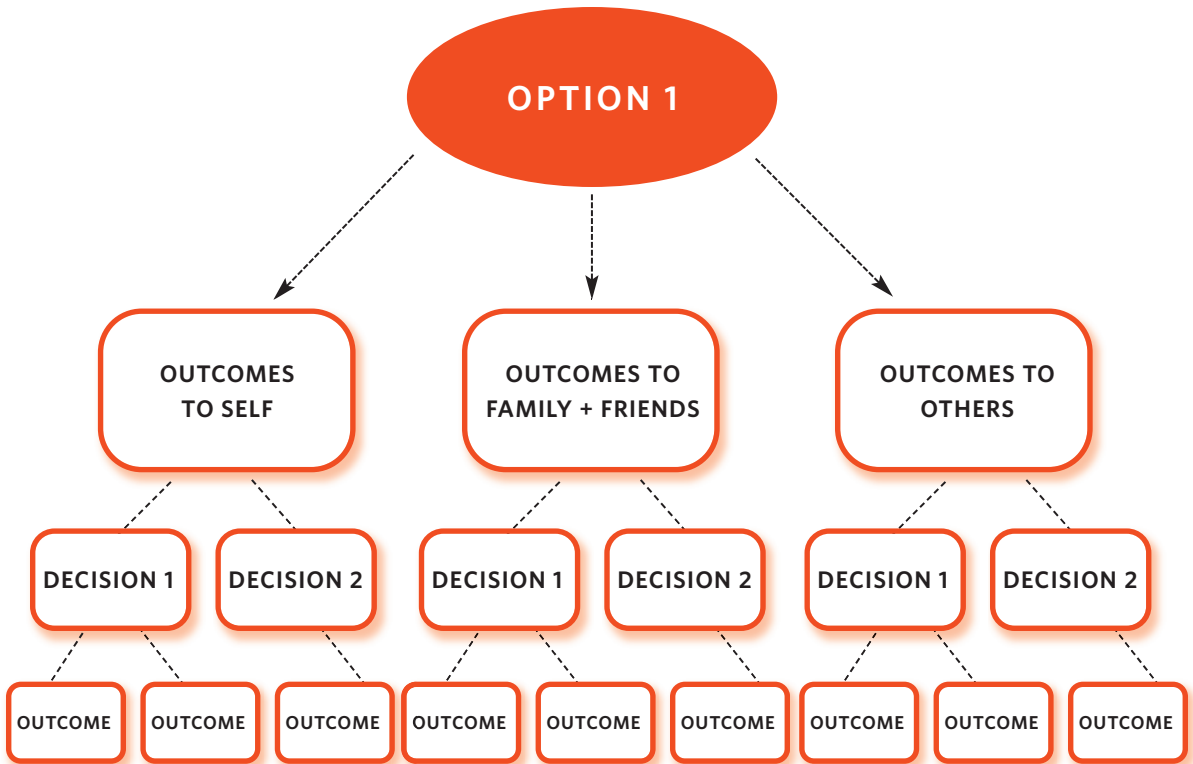 OPTION 1
OUTCOMES
TO SELF
OUTCOMES TO
FAMILY + FRIENDS
OUTCOMES TO
OTHERS
DECISION 1
DECISION 2
DECISION 1
DECISION 2
DECISION 1
DECISION 2
OUTCOME
OUTCOME
OUTCOME
OUTCOME
OUTCOME
OUTCOME
OUTCOME
OUTCOME
OUTCOME